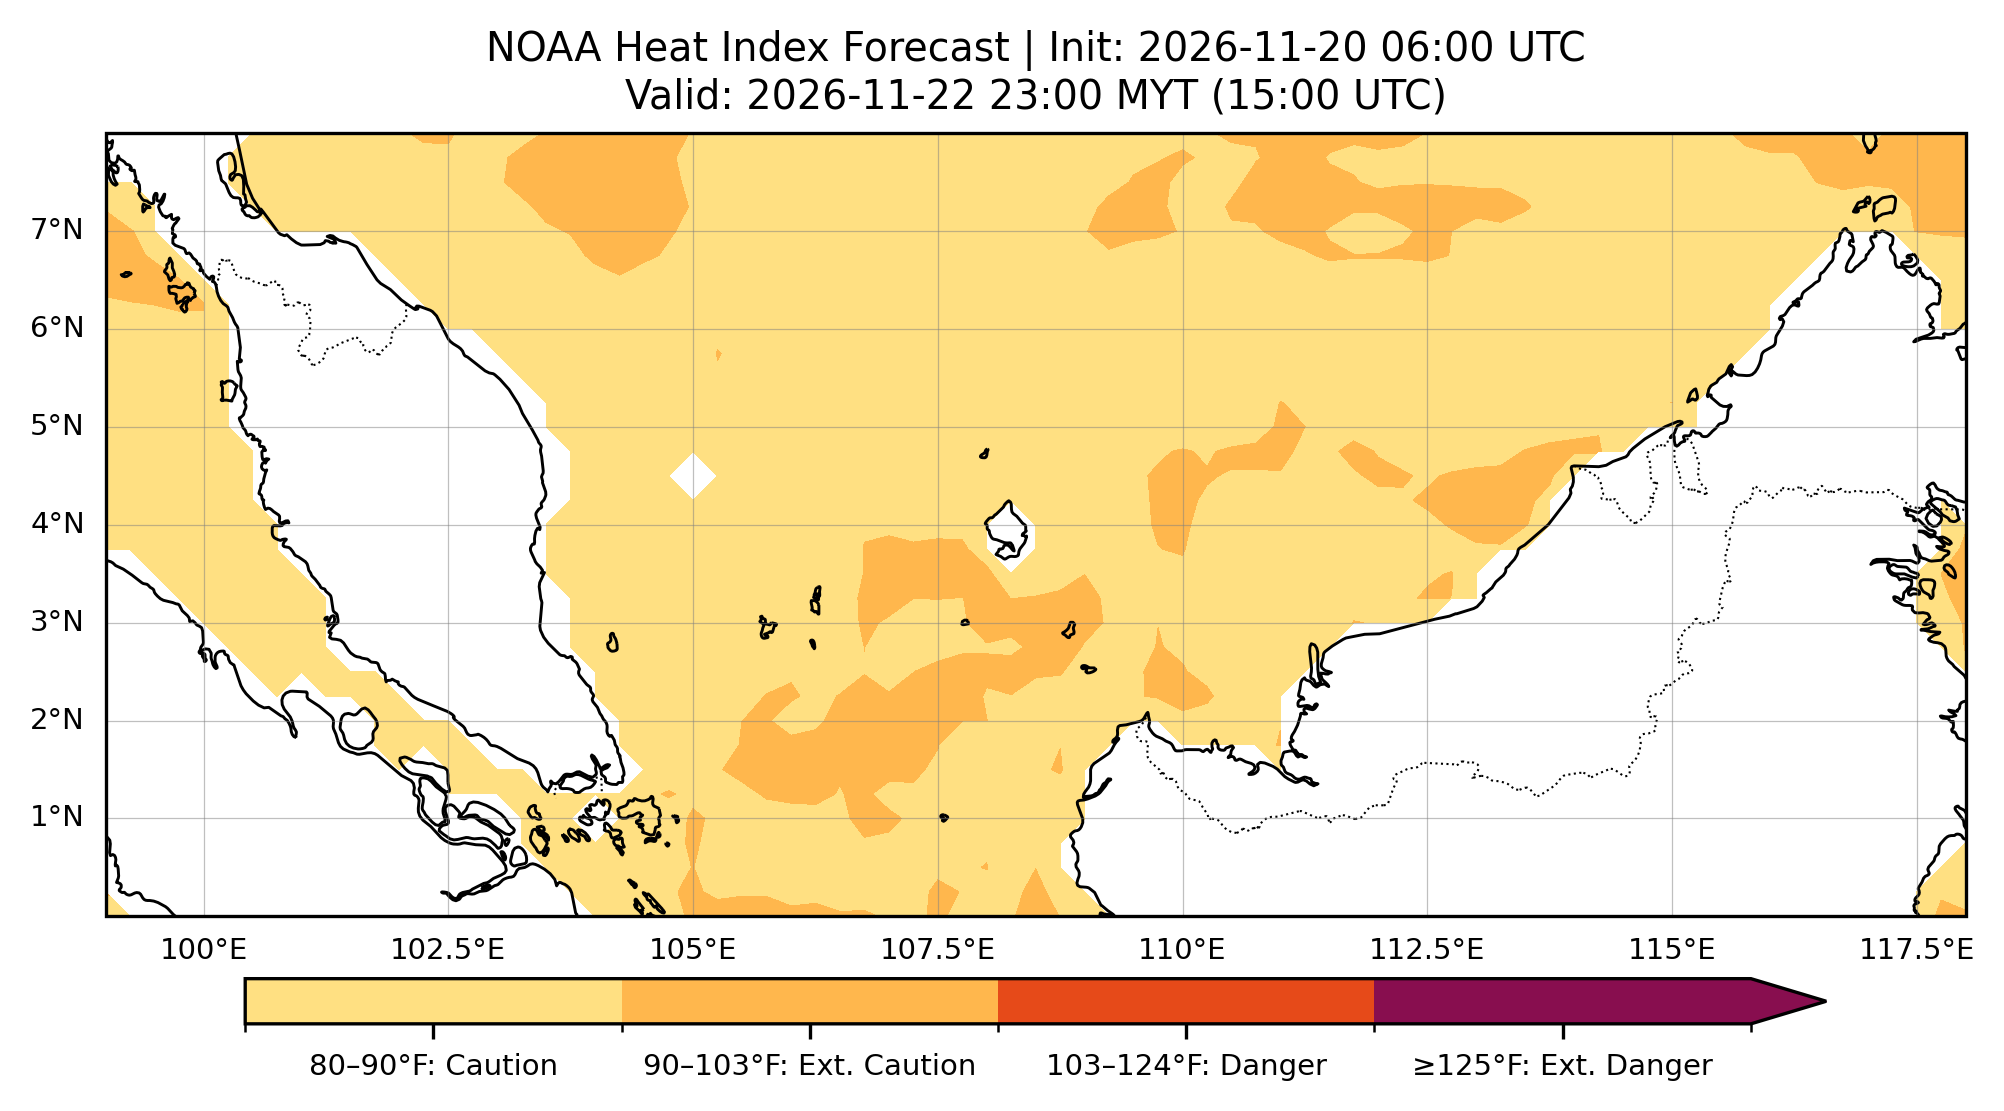 NOAA Heat Index Forecast | Init: 2026-11-20 06:00 UTC
Valid: 2026-11-22 23:00 MYT (15:00 UTC)
7°N
6°N
5°N
4°N
3°N
2°N
1°N
100°E 102.5°E 105°E 107.5°E 110°E 112.5°E 115°E 117.5°E
80–90°F: Caution 90–103°F: Ext. Caution 103–124°F: Danger ≥125°F: Ext. Danger